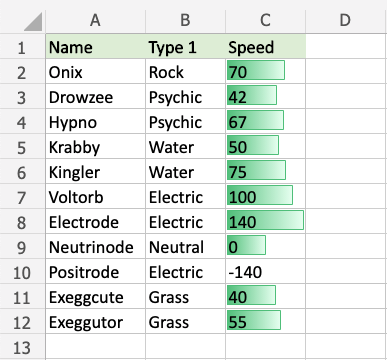 A B C D
1 Name Type 1 Speed
2 Onix Rock 70
3 Drowzee Psychic 42
4 Hypno Psychic 67
5 Krabby Water 50
6 Kingler Water 75
7 Voltorb Electric 100
8 Electrode Electric 140
9 Neutrinode Neutral 0
10 Positrode Electric -140
11 Exeggcute Grass 40
12 Exeggutor Grass 55
13